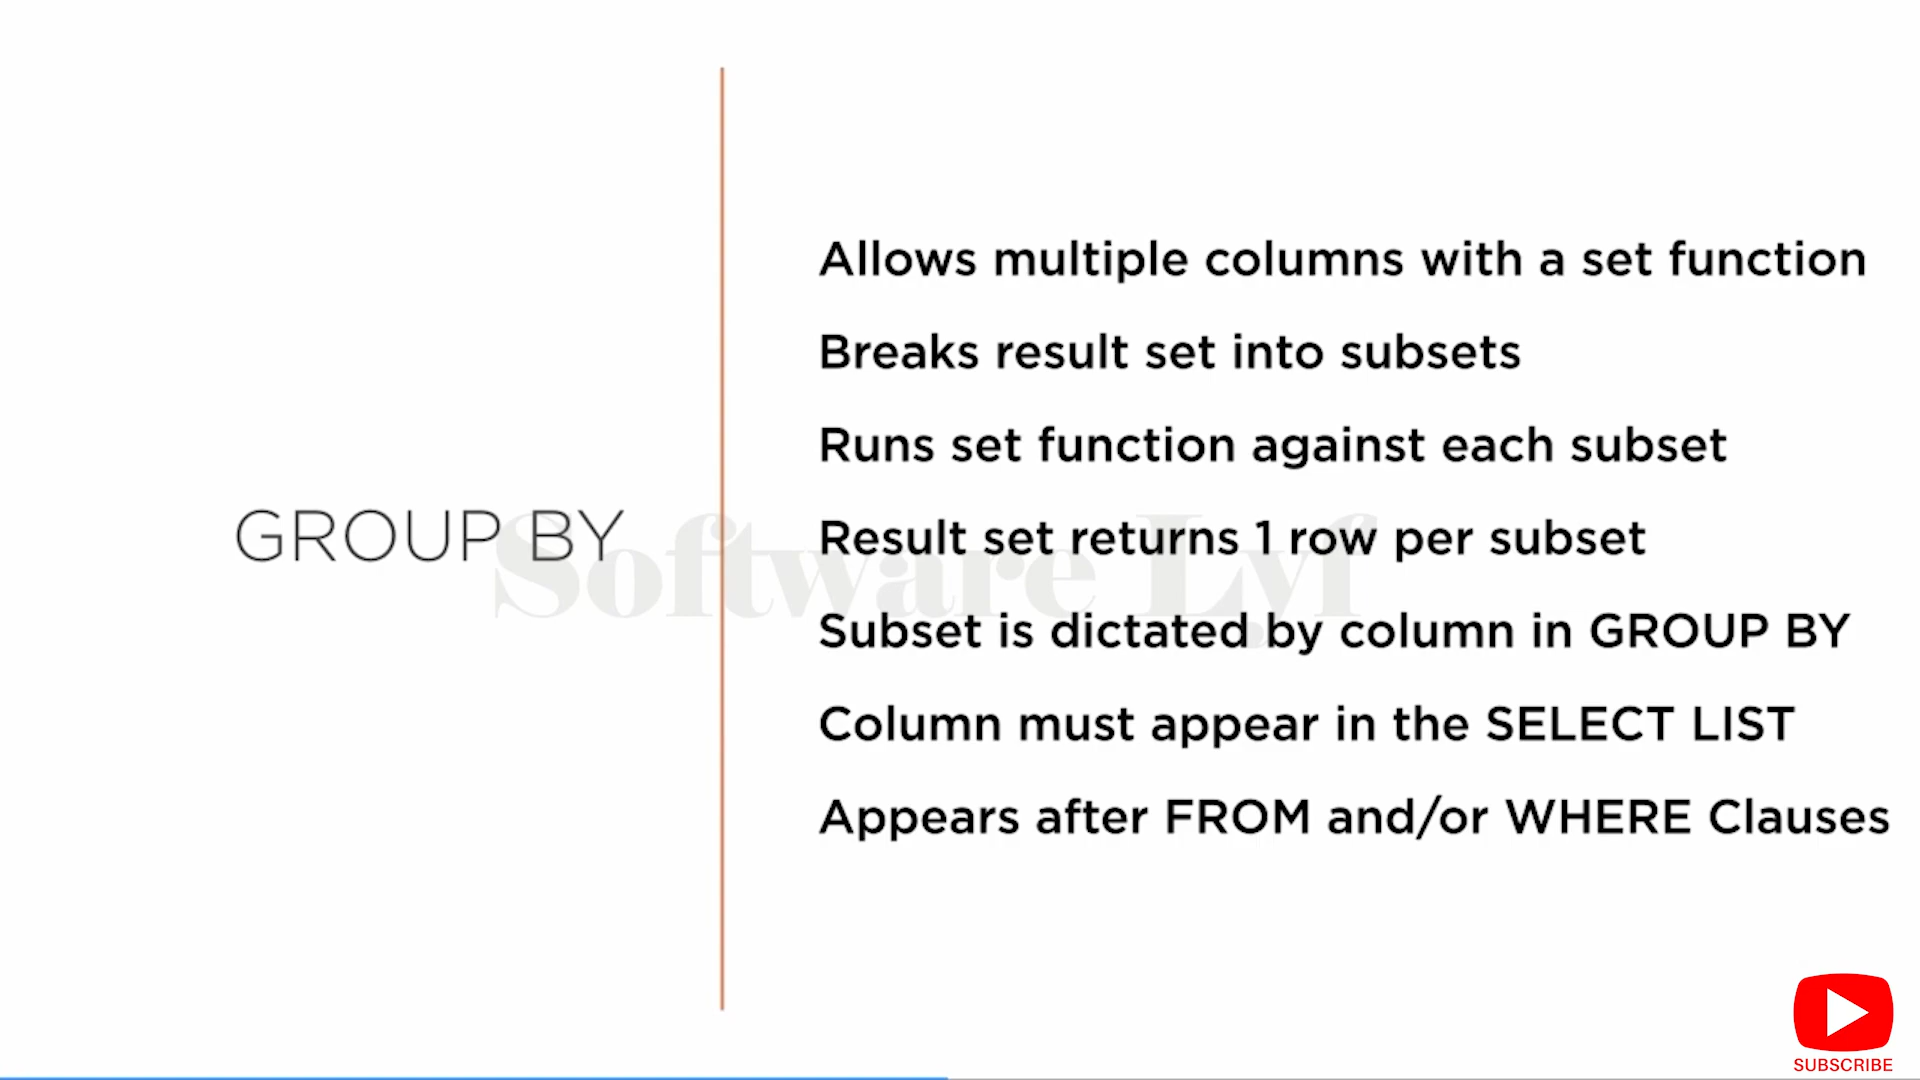 GROUP BY
Allows multiple columns with a set function
Breaks result set into subsets
Runs set function against each subset
Result set returns 1 row per subset
Subset is dictated by column in GROUP BY
Column must appear in the SELECT LIST
Appears after FROM and/or WHERE Clauses
Software Lyf
SUBSCRIBE